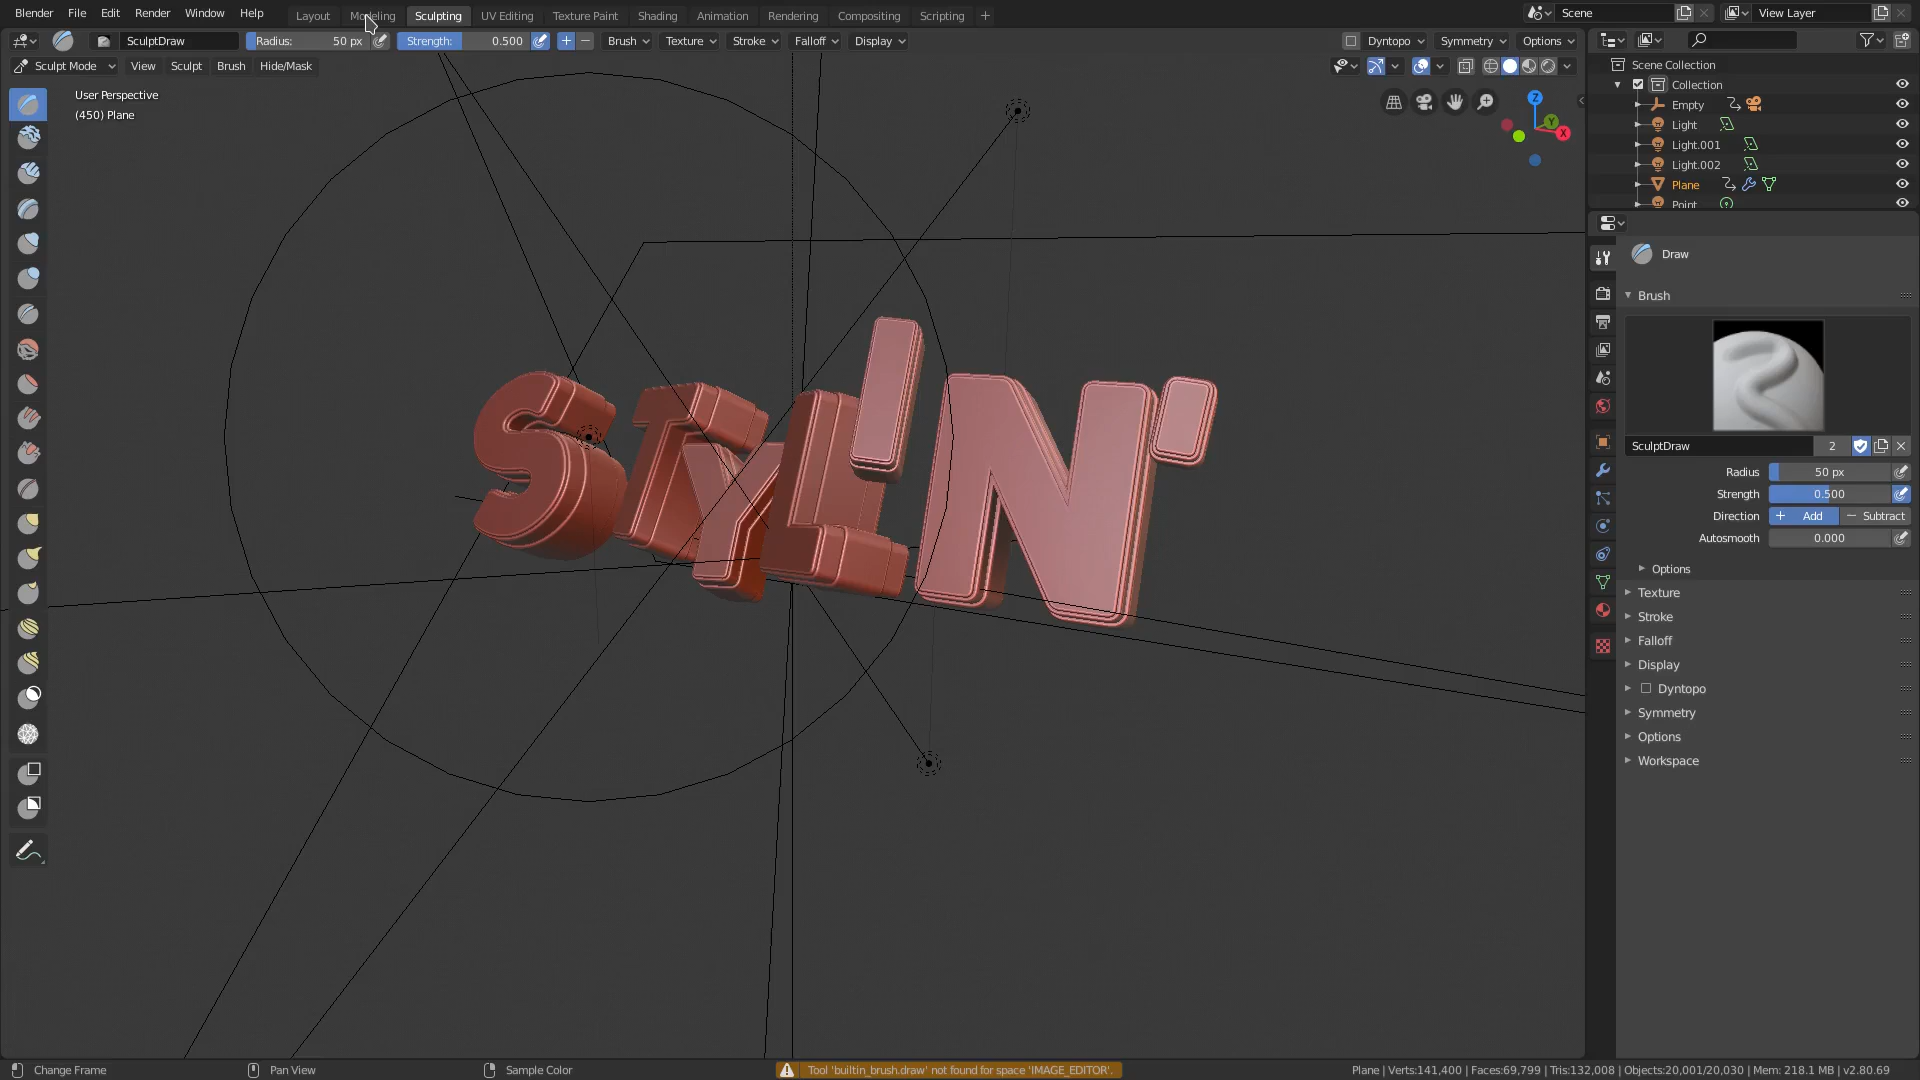 Blender File Edit Render Window Help Layout Modeling Sculpting UV Editing Texture Paint Shading Animation Rendering Compositing Scripting + Scene View Layer
SculptDraw Radius: 50 px Strength: 0.500 + − Brush Texture Stroke Falloff Display Dyntopo Symmetry Options
Sculpt Mode View Sculpt Brush Hide/Mask
User Perspective
(450) Plane
Z
Y
X
STYLIN'
Scene Collection
Collection
Empty
Light
Light.001
Light.002
Plane
Point
Draw
Brush
SculptDraw 2
Radius 50 px
Strength 0.500
Direction + Add − Subtract
Autosmooth 0.000
Options
Texture
Stroke
Falloff
Display
Dyntopo
Symmetry
Options
Workspace
Change Frame Pan View Sample Color Tool 'builtin_brush.draw' not found for space 'IMAGE_EDITOR'. Plane | Verts:141,400 | Faces:69,799 | Tris:132,008 | Objects:20,001/20,030 | Mem: 218.1 MB | v2.80.69